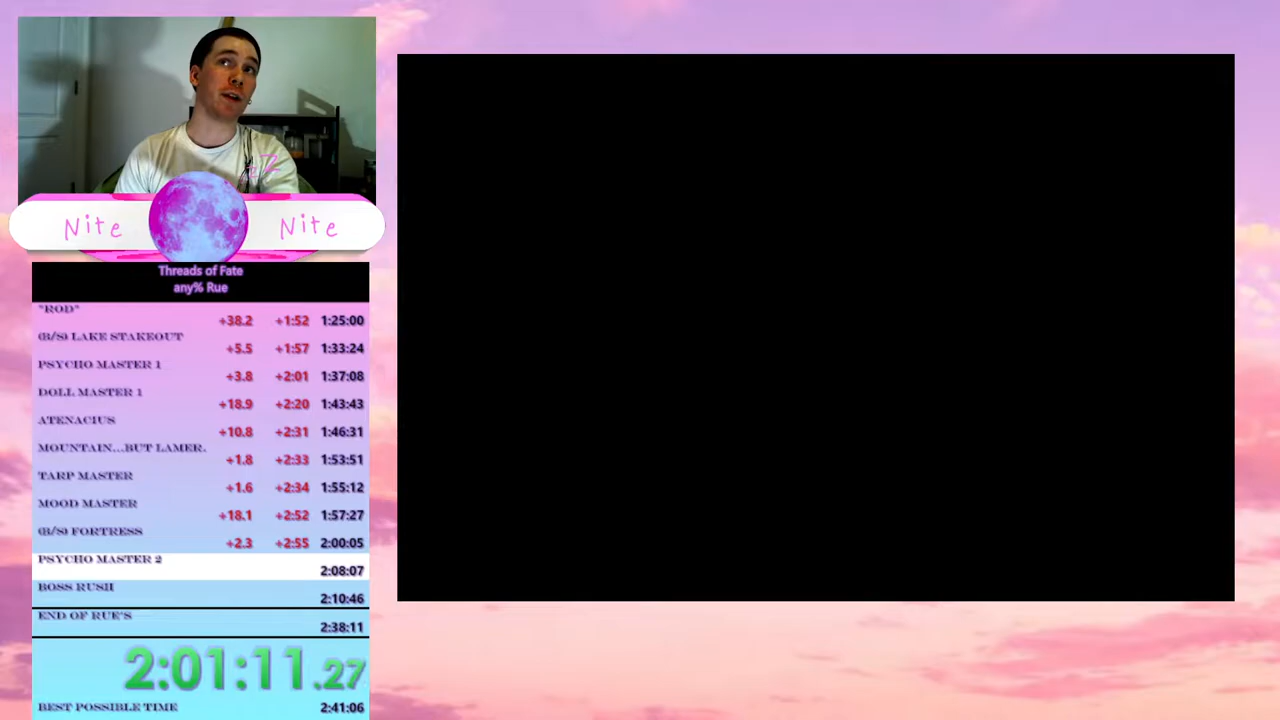 zZ
Nite Nite
Threads of Fate
any% Rue
"ROD"
+38.2 +1:52 1:25:00
(B/S) LAKE STAKEOUT
+5.5 +1:57 1:33:24
PSYCHO MASTER 1
+3.8 +2:01 1:37:08
DOLL MASTER 1
+18.9 +2:20 1:43:43
ATENACIUS
+10.8 +2:31 1:46:31
MOUNTAIN...BUT LAMER.
+1.8 +2:33 1:53:51
TARP MASTER
+1.6 +2:34 1:55:12
MOOD MASTER
+18.1 +2:52 1:57:27
(B/S) FORTRESS
+2.3 +2:55 2:00:05
PSYCHO MASTER 2
2:08:07
BOSS RUSH
2:10:46
END OF RUE'S
2:38:11
2:01:11.27
BEST POSSIBLE TIME 2:41:06